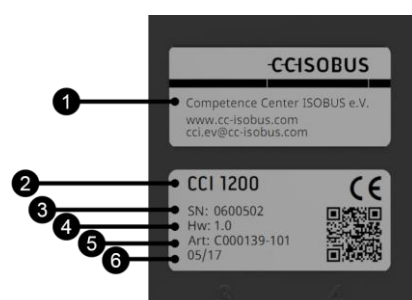 CCISOBUS
1
Competence Center ISOBUS e.V.
www.cc-isobus.com
cci.ev@cc-isobus.com
2
CCI 1200
CE
3
SN: 0600502
4
Hw: 1.0
5
Art: C000139-101
6
05/17